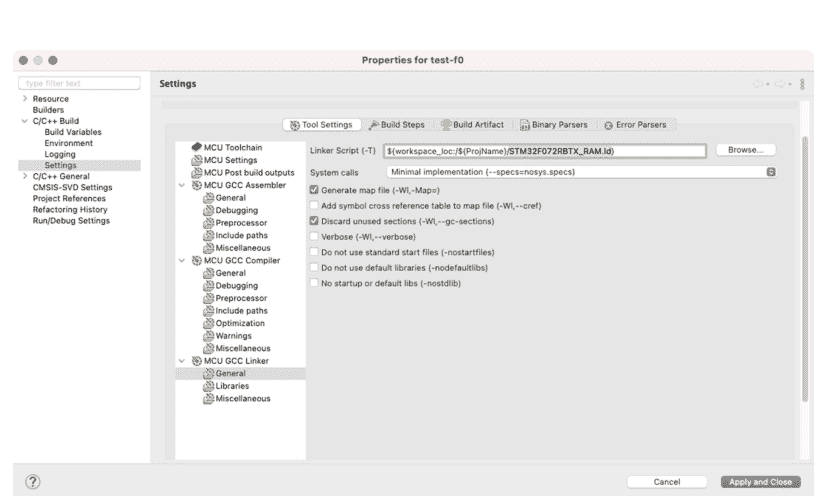 Properties for test-f0
type filter text
Settings
Resource
Builders
C/C++ Build
Build Variables
Environment
Logging
Settings
C/C++ General
CMSIS-SVD Settings
Project References
Refactoring History
Run/Debug Settings
Tool Settings
Build Steps
Build Artifact
Binary Parsers
Error Parsers
MCU Toolchain
MCU Settings
MCU Post build outputs
MCU GCC Assembler
General
Debugging
Preprocessor
Include paths
Miscellaneous
MCU GCC Compiler
General
Debugging
Preprocessor
Include paths
Optimization
Warnings
Miscellaneous
MCU GCC Linker
General
Libraries
Miscellaneous
Linker Script (-T) ${workspace_loc:/${ProjName}/STM32F072RBTX_RAM.ld} Browse...
System calls Minimal implementation (--specs=nosys.specs)
Generate map file (-Wl,-Map=)
Add symbol cross reference table to map file (-Wl,--cref)
Discard unused sections (-Wl,--gc-sections)
Verbose (-Wl,--verbose)
Do not use standard start files (-nostartfiles)
Do not use default libraries (-nodefaultlibs)
No startup or default libs (-nostdlib)
?
Cancel
Apply and Close